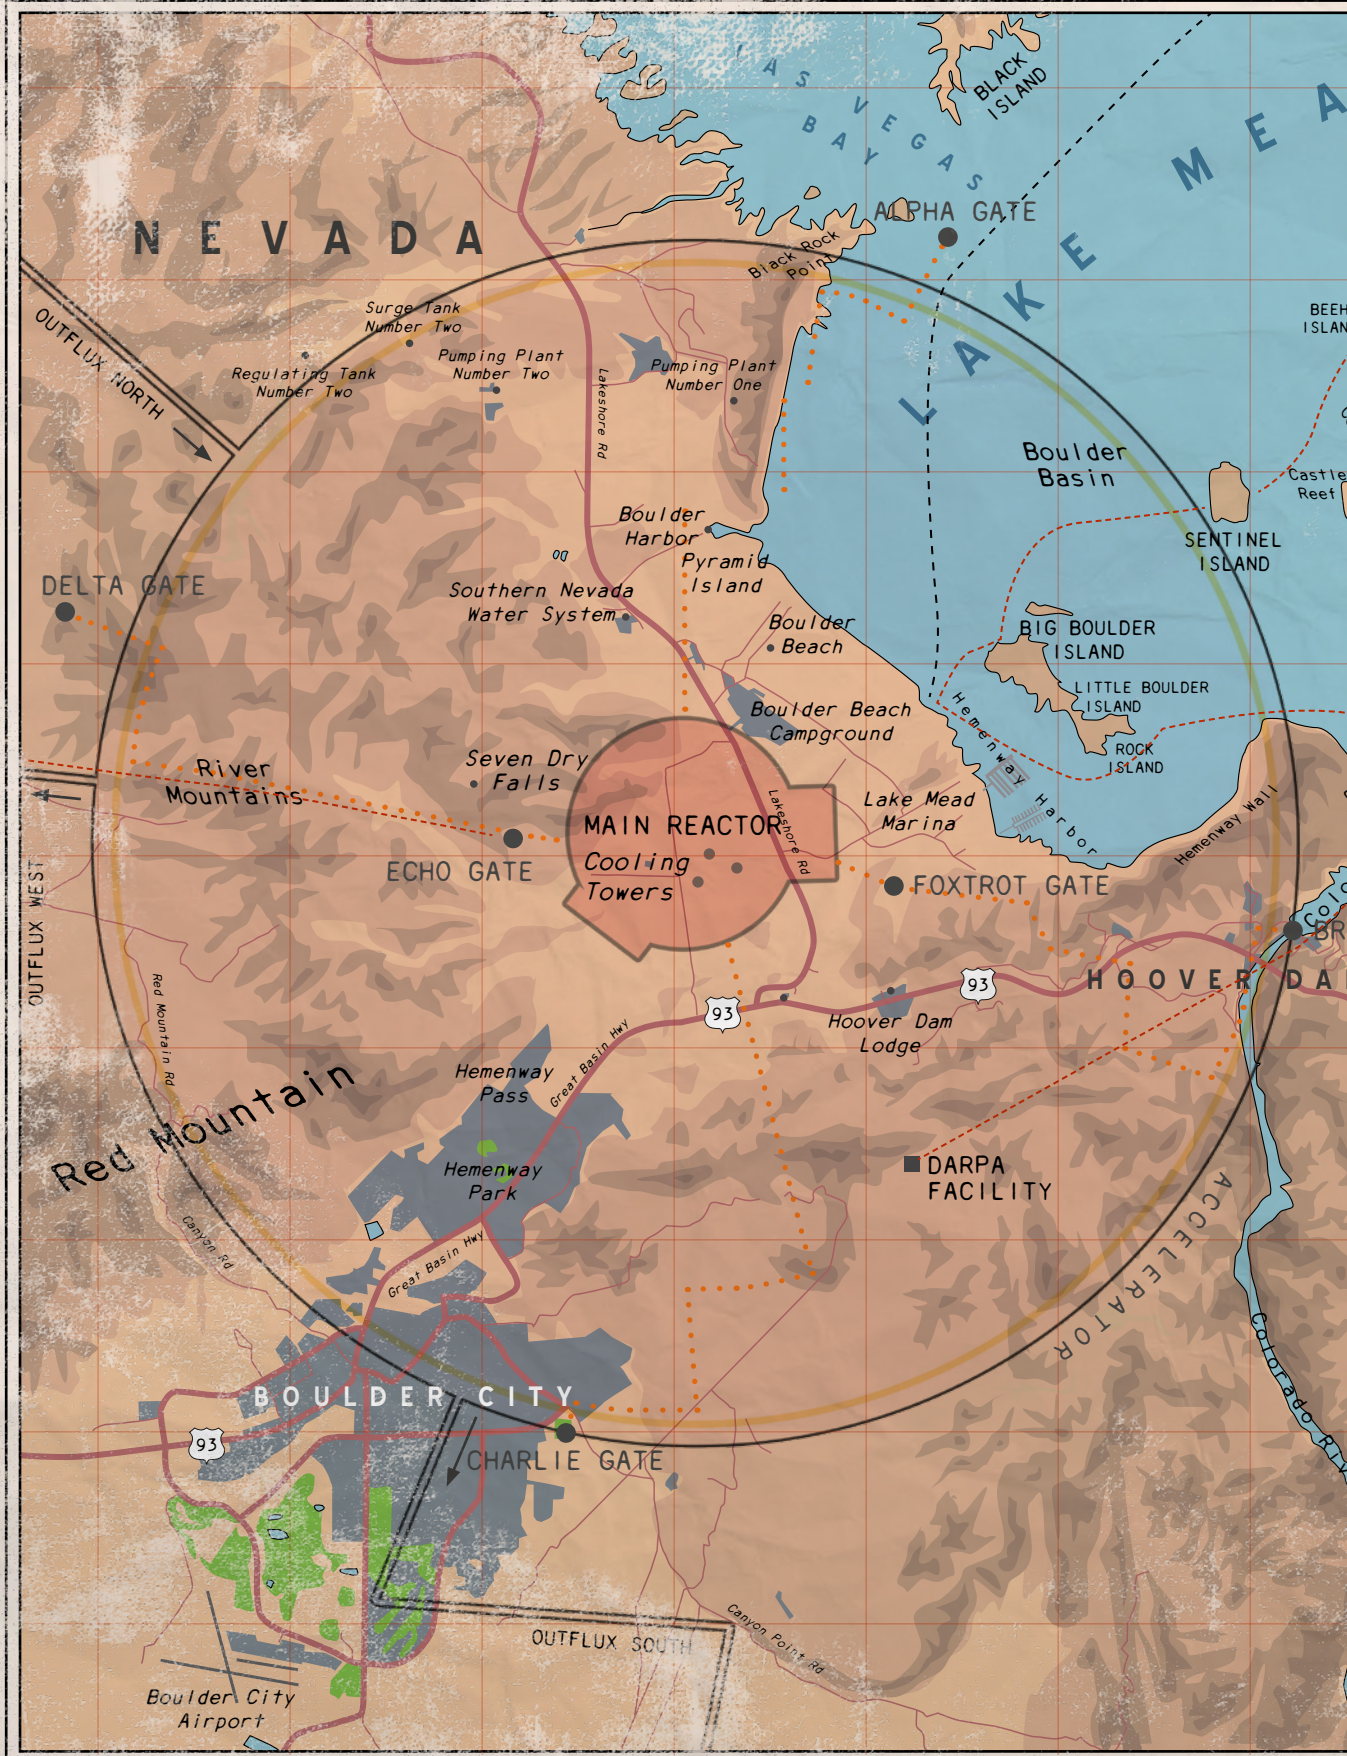 LAS VEGAS
BAY
BLACK
ISLAND
LAKE MEA
NEVADA
ALPHA GATE
Black Rock
Point
OUTFLUX NORTH
Surge Tank
Number Two
Regulating Tank
Number Two
Pumping Plant
Number Two
Pumping Plant
Number One
BEEH
ISLAN
Lakeshore Rd
Boulder
Basin
Castle
Reef
Boulder
Harbor
Pyramid
Island
SENTINEL
ISLAND
DELTA GATE
Southern Nevada
Water System
Boulder
Beach
BIG BOULDER
ISLAND
LITTLE BOULDER
ISLAND
ROCK
ISLAND
Boulder Beach
Campground
Hemenway
Harbor
River
Mountains
Seven Dry
Falls
MAIN REACTOR
Cooling
Towers
Lakeshore Rd
Lake Mead
Marina
Hemenway Wall
ECHO GATE
FOXTROT GATE
OUTFLUX WEST
Colo
BR
HOOVER DA
93
93
Hoover Dam
Lodge
Red Mountain Rd
Great Basin Hwy
Hemenway
Pass
Red Mountain
Hemenway
Park
DARPA
FACILITY
ACCELERATOR
Canyon Rd
Great Basin Hwy
Colorado Riv
BOULDER CITY
93
CHARLIE GATE
OUTFLUX SOUTH
Canyon Point Rd
Boulder City
Airport